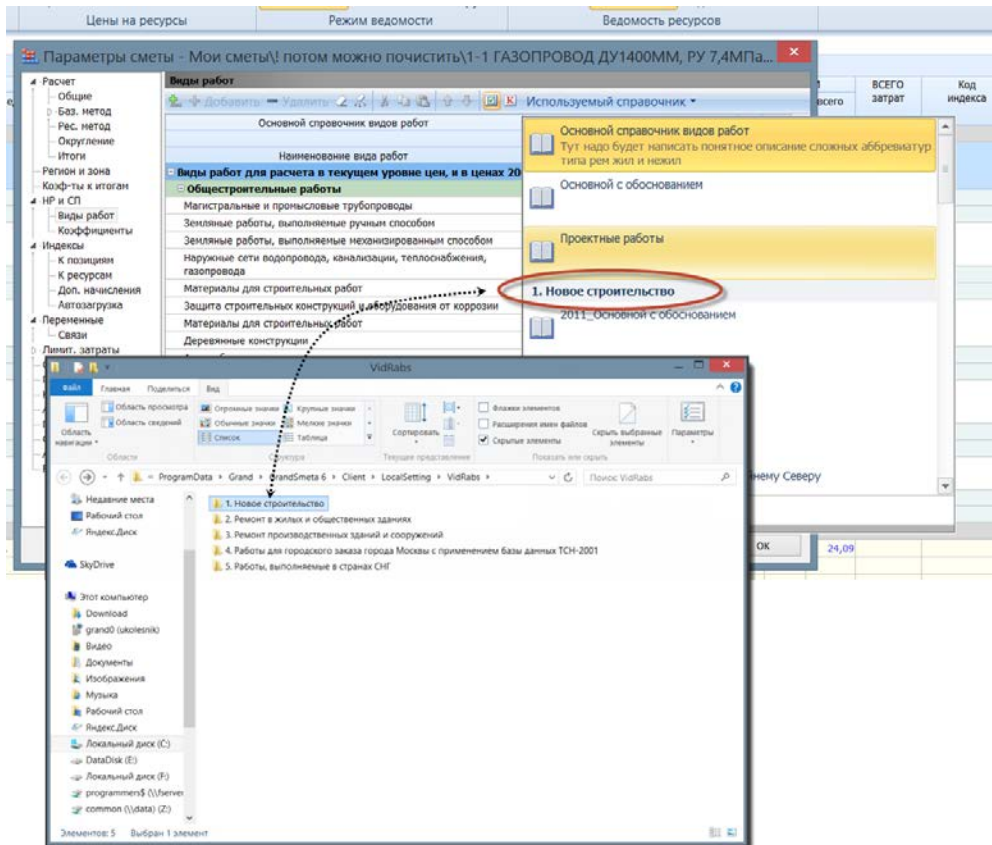 Цены на ресурсы
Режим ведомости
Ведомость ресурсов
Параметры сметы - Мои сметы\! потом можно почистить\1-1 ГАЗОПРОВОД ДУ1400ММ, РУ 7,4МПа...
всего
ВСЕГО затрат
Код индекса
Расчет
Общие
Баз. метод
Рес. метод
Округление
Итоги
Регион и зона
Коэф-ты к итогам
НР и СП
Виды работ
Коэффициенты
Индексы
К позициям
К ресурсам
Доп. начисления
Автозагрузка
Переменные
Связи
Лимит. затраты
Виды работ
Добавить
Удалить
Используемый справочник
Основной справочник видов работ
Наименование вида работ
Виды работ для расчета в текущем уровне цен, и в ценах 20
Общестроительные работы
Магистральные и промысловые трубопроводы
Земляные работы, выполняемые ручным способом
Земляные работы, выполняемые механизированным способом
Наружные сети водопровода, канализации, теплоснабжения,
газопровода
Материалы для строительных работ
Защита строительных конструкций и оборудования от коррозии
Материалы для строительных работ
Деревянные конструкции
Основной справочник видов работ
Тут надо будет написать понятное описание сложных аббревиатур
типа рем жил и нежил
Основной с обоснованием
Проектные работы
1. Новое строительство
2011_Основной с обоснованием
нему Северу
ОК
24,09
VidRabs
Файл
Главная
Поделиться
Вид
Область навигации
Область просмотра
Область сведений
Области
Огромные значки
Крупные значки
Обычные значки
Мелкие значки
Список
Таблица
Структура
Сортировать
Текущее представление
Флажки элементов
Расширения имен файлов
Скрытые элементы
Скрыть выбранные элементы
Показать или скрыть
Параметры
ProgramData
Grand
GrandSmeta 6
Client
LocalSetting
VidRabs
Поиск: VidRabs
Недавние места
Рабочий стол
Яндекс.Диск
SkyDrive
Этот компьютер
Download
grand0 (ukolesnik)
Видео
Документы
Изображения
Музыка
Рабочий стол
Яндекс.Диск
Локальный диск (C:)
DataDisk (E:)
Локальный диск (F:)
programmers$ (\\fserver
common (\\data) (Z:)
1. Новое строительство
2. Ремонт в жилых и общественных зданиях
3. Ремонт производственных зданий и сооружений
4. Работы для городского заказа города Москвы с применением базы данных ТСН-2001
5. Работы, выполняемые в странах СНГ
Элементов: 5
Выбран 1 элемент